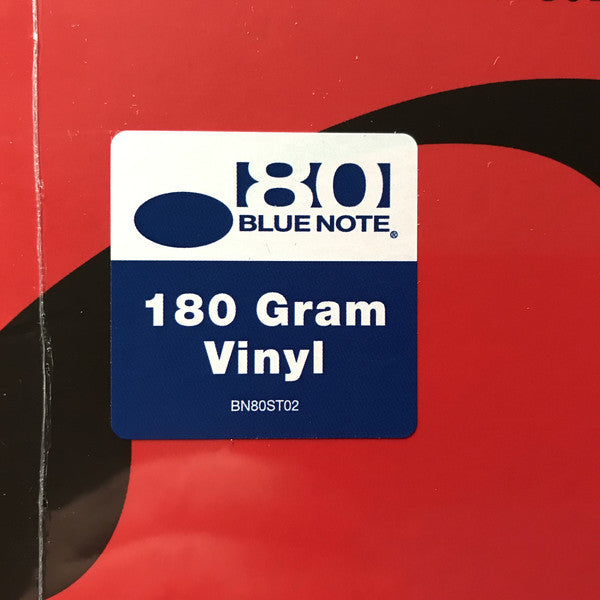 80
BLUE NOTE®
180 Gram
Vinyl
BN80ST02